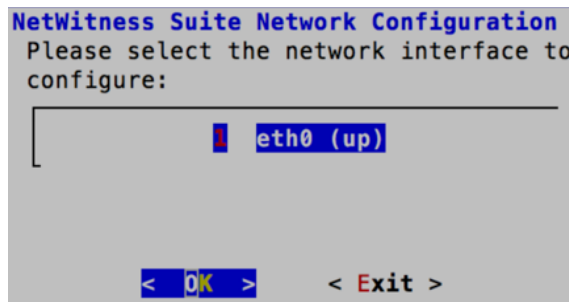 NetWitness Suite Network Configuration
Please select the network interface to
configure:
1 eth0 (up)
< OK > < Exit >